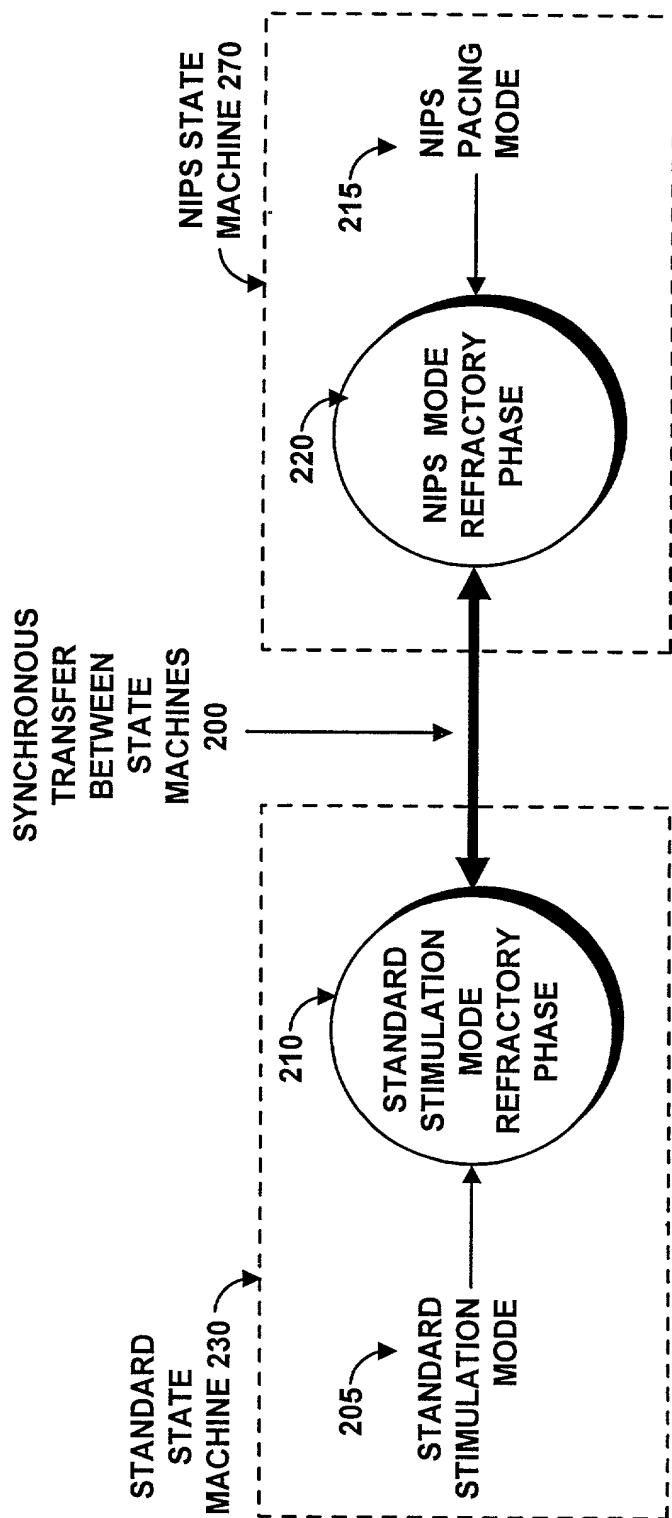 SYNCHRONOUS
TRANSFER
BETWEEN
STATE
MACHINES
200
STANDARD
STATE
MACHINE 230
205
STANDARD
STIMULATION
MODE
210
STANDARD
STIMULATION
MODE
REFRACTORY
PHASE
NIPS STATE
MACHINE 270
220
NIPS MODE
REFRACTORY
PHASE
215
NIPS
PACING
MODE